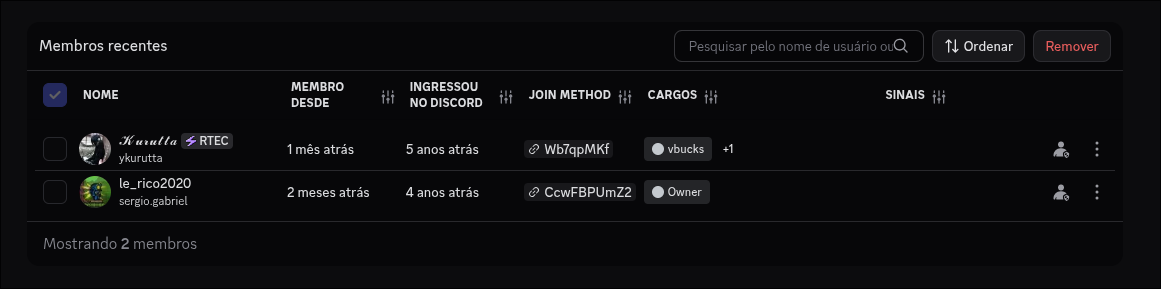 Membros recentes
Pesquisar pelo nome de usuário ou
Ordenar
Remover
NOME
MEMBRO
DESDE
INGRESSOU
NO DISCORD
JOIN METHOD
CARGOS
SINAIS
𝒦𝓊𝓇𝓊𝓉𝓉𝒶 RTEC
ykurutta
1 mês atrás
5 anos atrás
Wb7qpMKf
vbucks
+1
le_rico2020
sergio.gabriel
2 meses atrás
4 anos atrás
CcwFBPUmZ2
Owner
Mostrando 2 membros